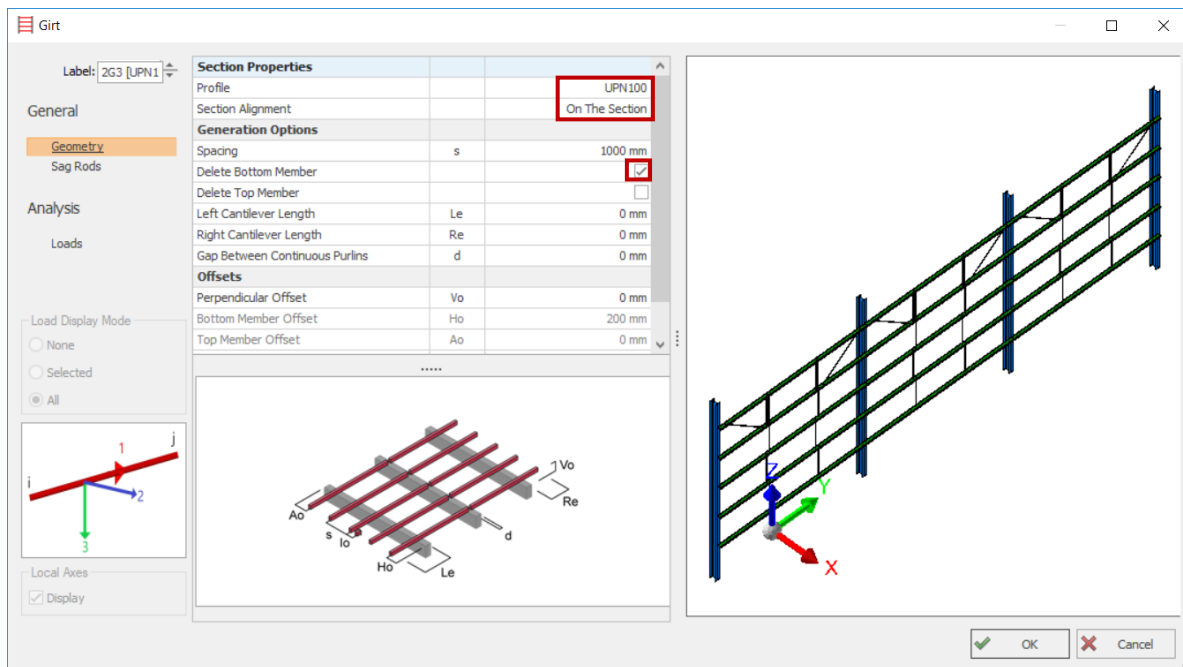 Girt
Label: 2G3 [UPN1
General
Geometry
Sag Rods
Analysis
Loads
Load Display Mode
None
Selected
All
i
j
1
2
3
Local Axes
Display
Section Properties
Profile UPN100
Section Alignment On The Section
Generation Options
Spacing s 1000 mm
Delete Bottom Member
Delete Top Member
Left Cantilever Length Le 0 mm
Right Cantilever Length Re 0 mm
Gap Between Continuous Purlins d 0 mm
Offsets
Perpendicular Offset Vo 0 mm
Bottom Member Offset Ho 200 mm
Top Member Offset Ao 0 mm
Vo
Re
Ao
s
Io
d
Ho
Le
Z
Y
X
OK
Cancel